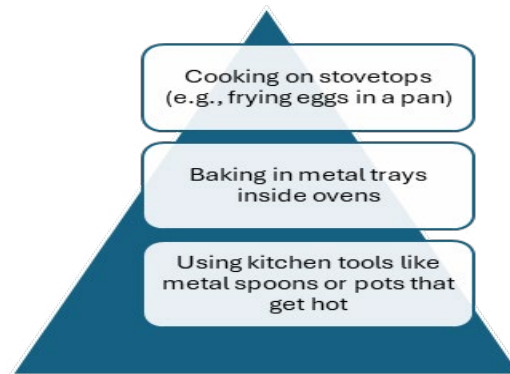 Cooking on stovetops
(e.g., frying eggs in a pan)
Baking in metal trays
inside ovens
Using kitchen tools like
metal spoons or pots that
get hot